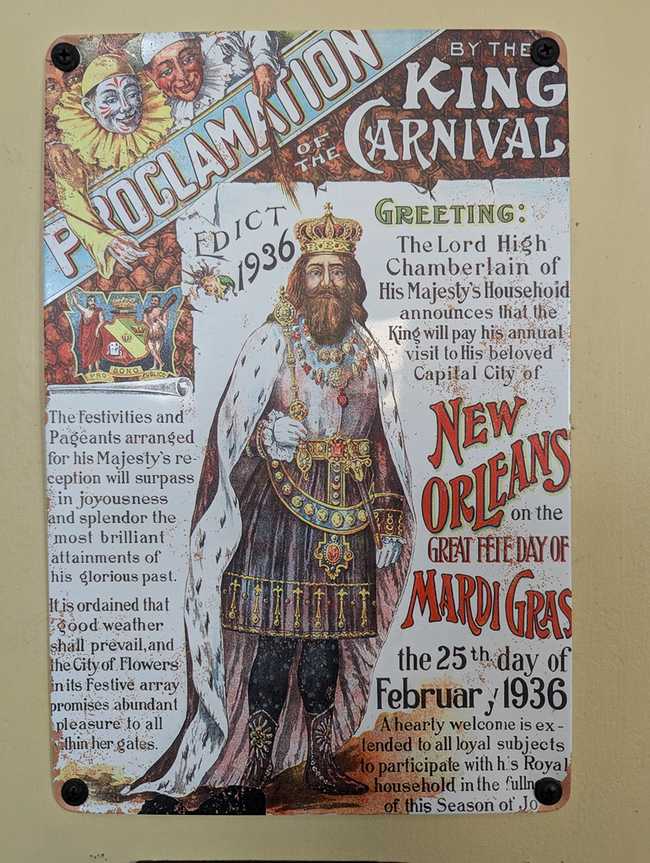 PROCLAMATION
BY THE
KING
OF THE
CARNIVAL
EDICT
1936
PRO BONO PUBLICO
GREETING:
The Lord High
Chamberlain of
His Majesty's Household
announces that the
King will pay his annual
visit to His beloved
Capital City of
NEW
ORLEANS
on the
GREAT FETE DAY OF
MARDI GRAS
the 25th day of
February 1936
A hearty welcome is ex-
tended to all loyal subjects
to participate with his Royal
household in the
of this Season of
The Festivities and
Pageants arranged
for his Majesty's re-
ception will surpass
in joyousness
and splendor the
most brilliant
attainments of
his glorious past.
It is ordained that
good weather
shall prevail, and
the City of Flowers
in its Festive array
promises abundant
pleasure to all
within her gates.